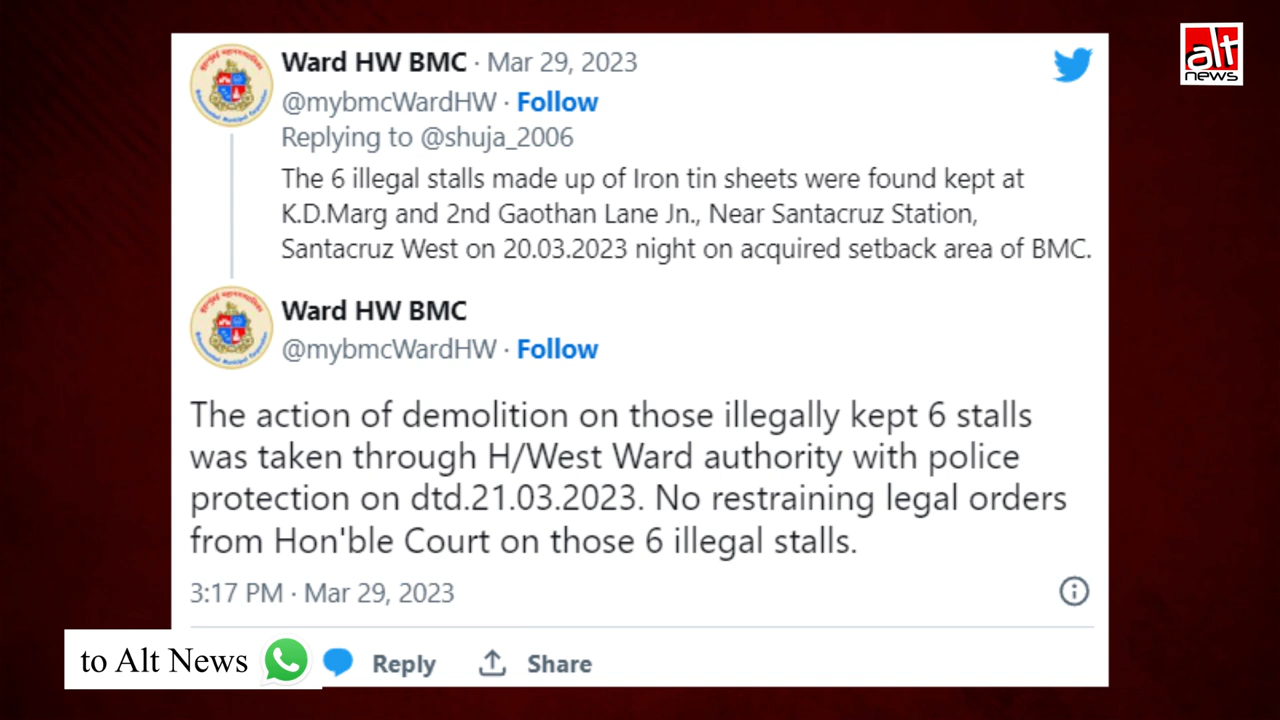 alt
news
Ward HW BMC · Mar 29, 2023
@mybmcWardHW · Follow
Replying to @shuja_2006
The 6 illegal stalls made up of Iron tin sheets were found kept at
K.D.Marg and 2nd Gaothan Lane Jn., Near Santacruz Station,
Santacruz West on 20.03.2023 night on acquired setback area of BMC.
Ward HW BMC
@mybmcWardHW · Follow
The action of demolition on those illegally kept 6 stalls
was taken through H/West Ward authority with police
protection on dtd.21.03.2023. No restraining legal orders
from Hon'ble Court on those 6 illegal stalls.
3:17 PM · Mar 29, 2023
to Alt News
Reply Share